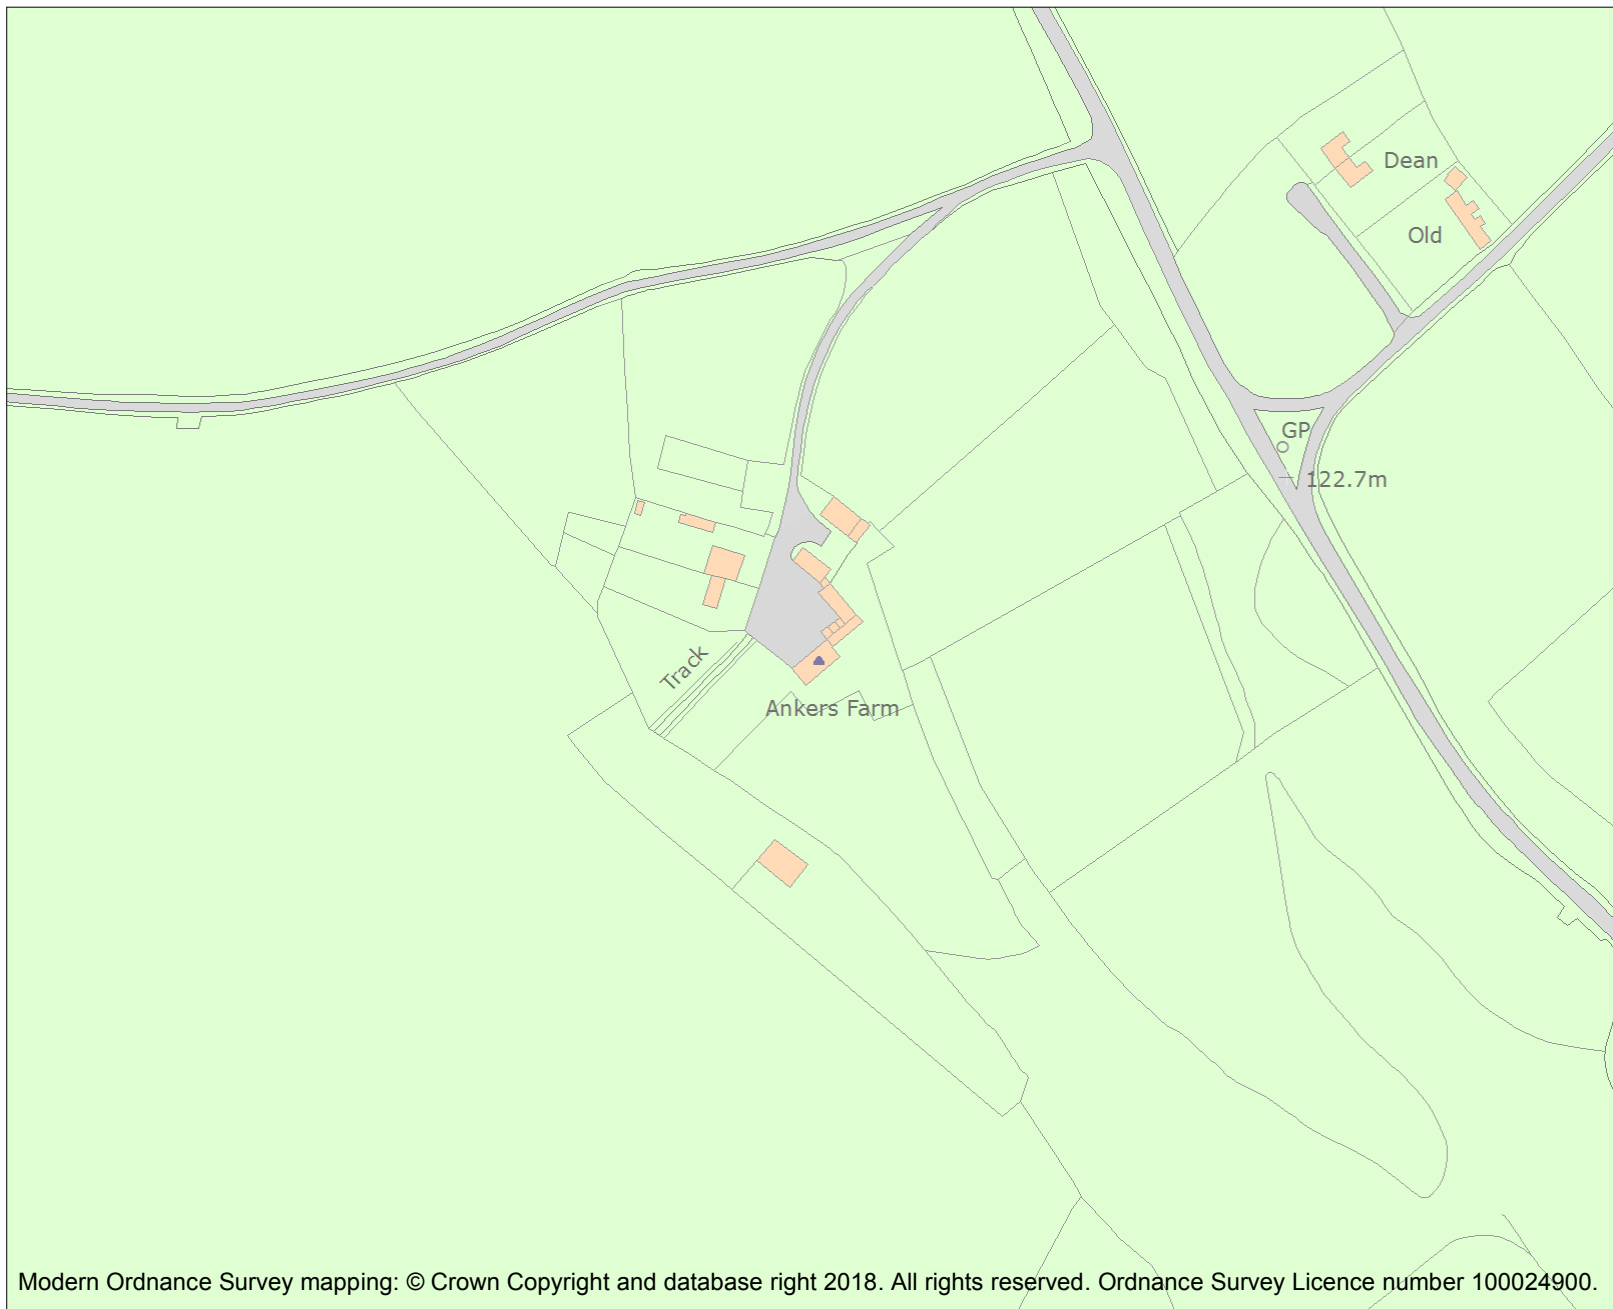 Dean
Old
GP
122.7m
Track
Ankers Farm
Modern Ordnance Survey mapping: © Crown Copyright and database right 2018. All rights reserved. Ordnance Survey Licence number 100024900.